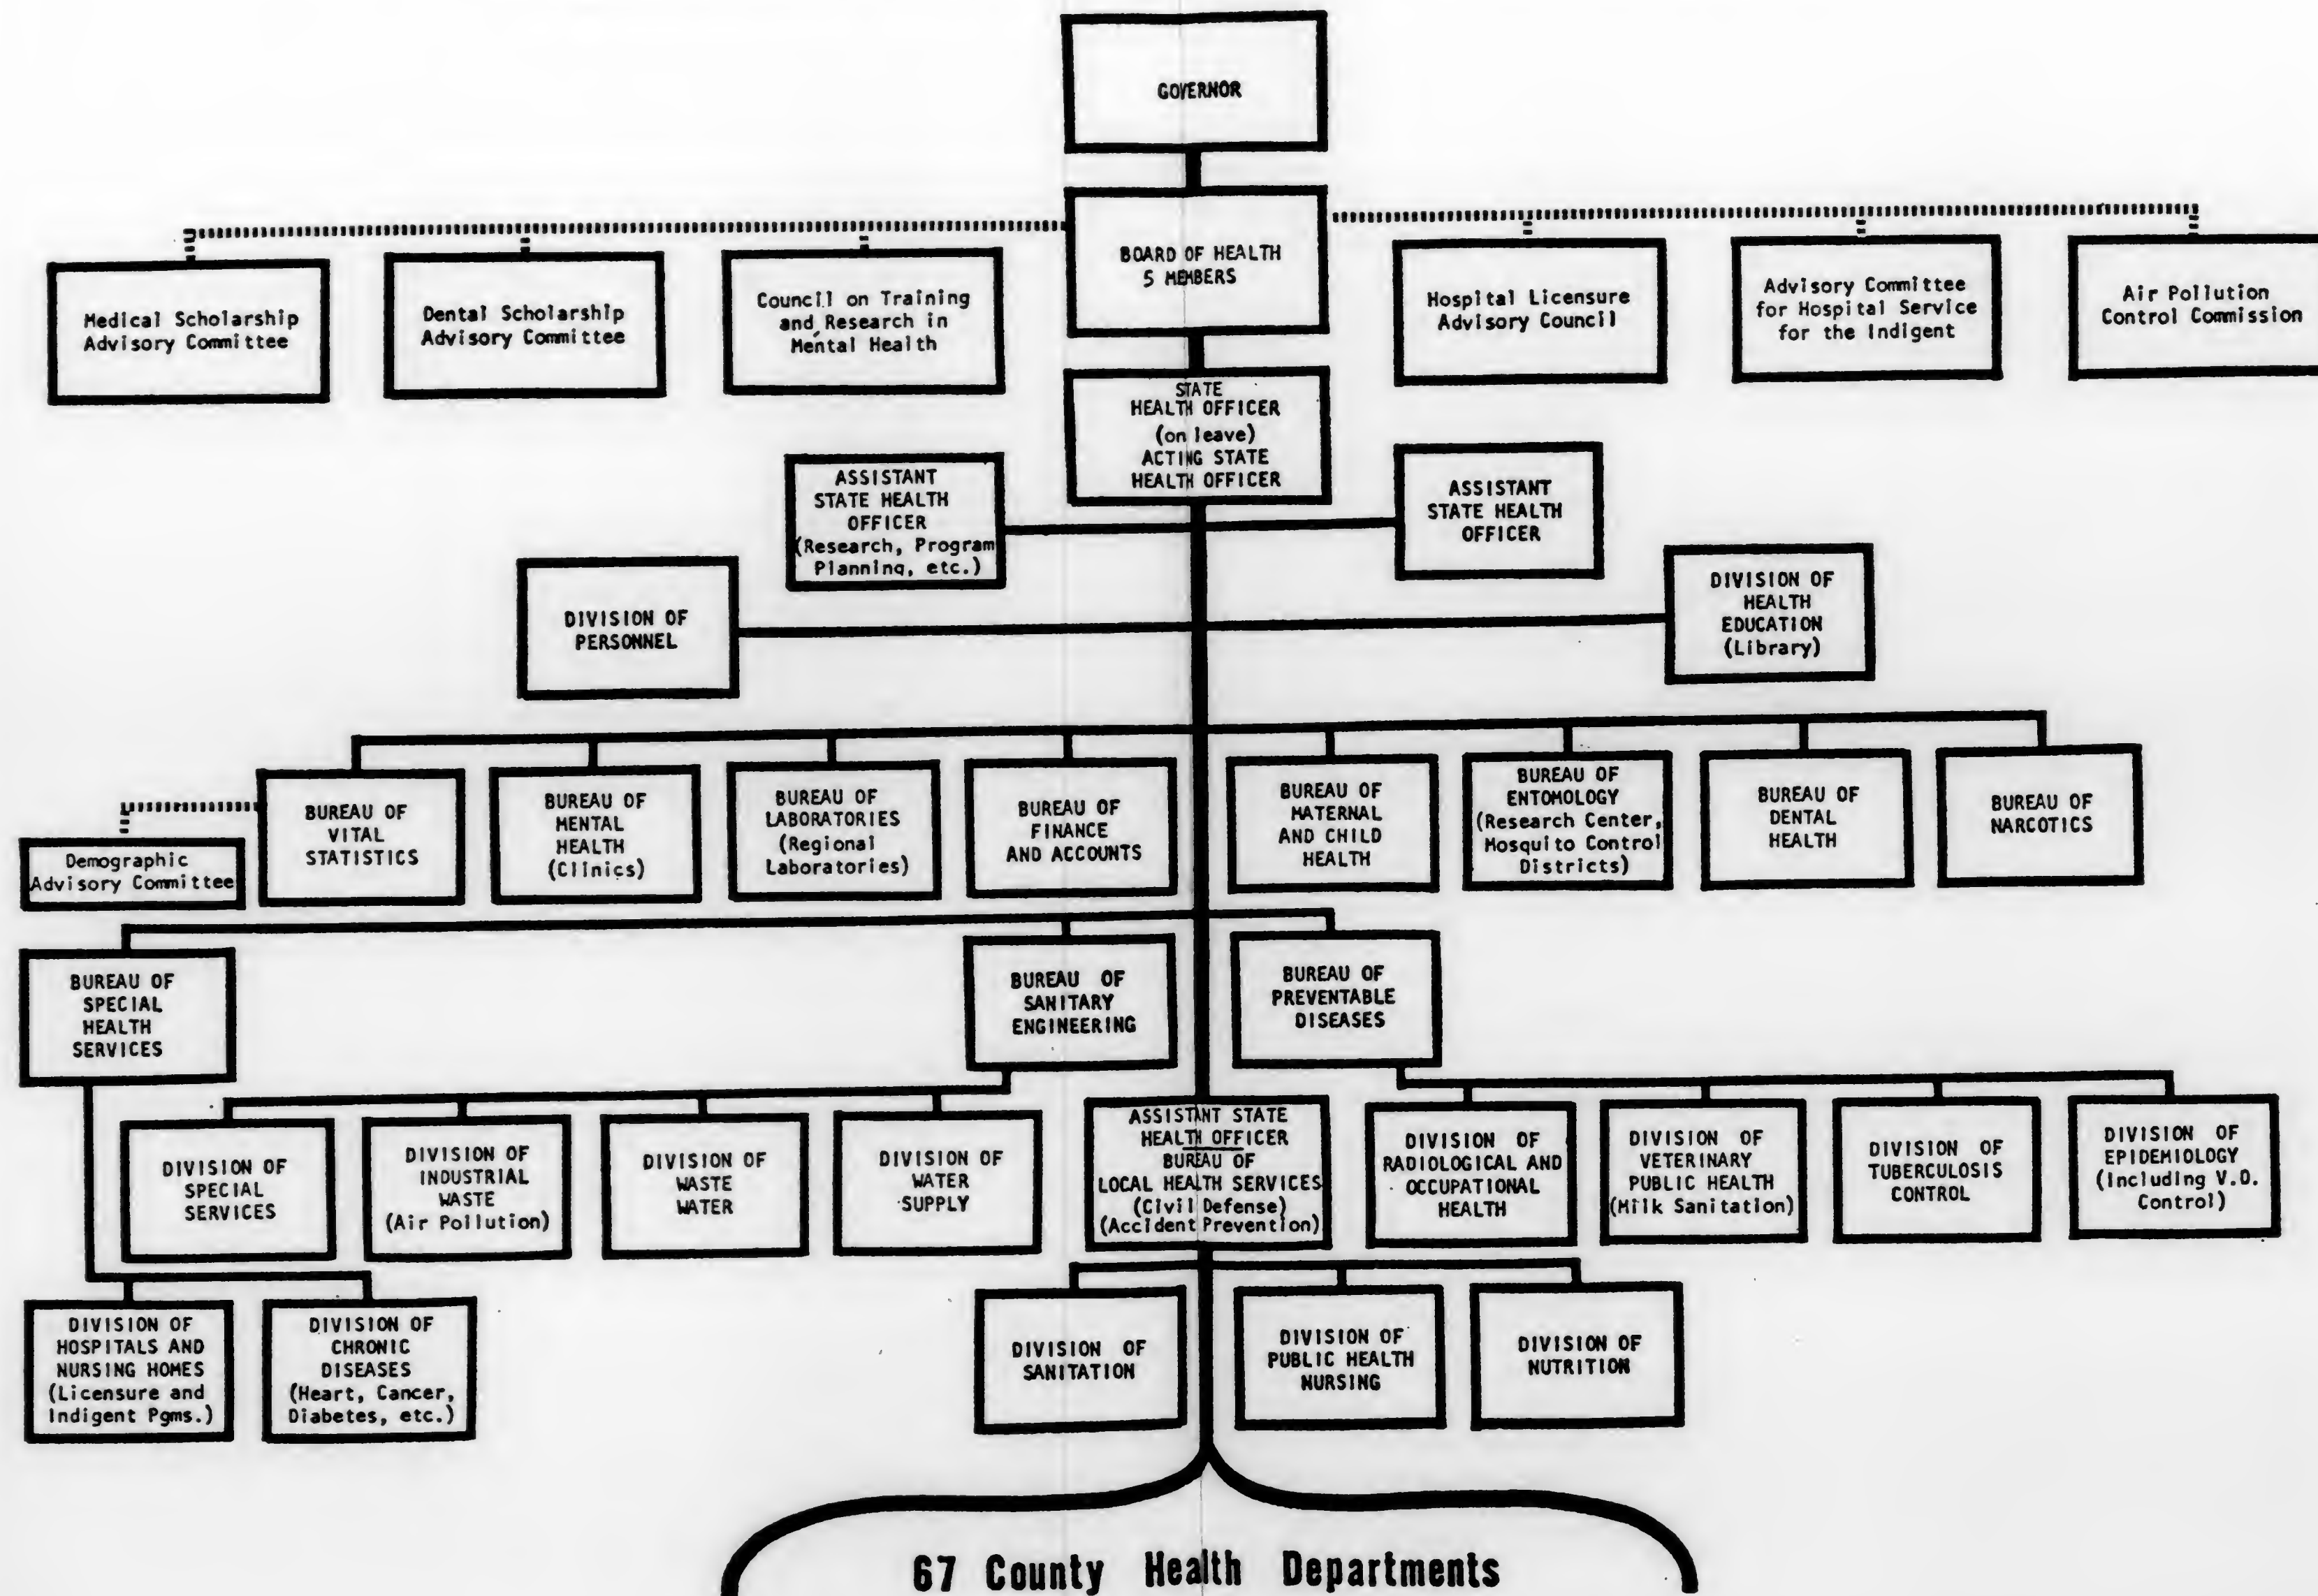 GOVERNOR
BOARD OF HEALTH
5 MEMBERS
Medical Scholarship
Advisory Committee
Dental Scholarship
Advisory Committee
Council on Training
and Research in
Mental Health
Hospital Licensure
Advisory Council
Advisory Committee
for Hospital Service
for the Indigent
Air Pollution
Control Commission
STATE
HEALTH OFFICER
(on leave)
ACTING STATE
HEALTH OFFICER
ASSISTANT
STATE HEALTH
OFFICER
(Research, Program
Planning, etc.)
ASSISTANT
STATE HEALTH
OFFICER
DIVISION OF
PERSONNEL
DIVISION OF
HEALTH
EDUCATION
(Library)
BUREAU OF
VITAL
STATISTICS
BUREAU OF
MENTAL
HEALTH
(Clinics)
BUREAU OF
LABORATORIES
(Regional
Laboratories)
BUREAU OF
FINANCE
AND ACCOUNTS
BUREAU OF
MATERNAL
AND CHILD
HEALTH
BUREAU OF
ENTOMOLOGY
(Research Center,
Mosquito Control
Districts)
BUREAU OF
DENTAL
HEALTH
BUREAU OF
NARCOTICS
Demographic
Advisory Committee
BUREAU OF
SPECIAL
HEALTH
SERVICES
BUREAU OF
SANITARY
ENGINEERING
BUREAU OF
PREVENTABLE
DISEASES
DIVISION OF
SPECIAL
SERVICES
DIVISION OF
INDUSTRIAL
WASTE
(Air Pollution)
DIVISION OF
WASTE
WATER
DIVISION OF
WATER
SUPPLY
ASSISTANT STATE
HEALTH OFFICER
BUREAU OF
LOCAL HEALTH SERVICES
(Civil Defense)
(Accident Prevention)
DIVISION OF
RADIOLOGICAL AND
OCCUPATIONAL
HEALTH
DIVISION OF
VETERINARY
PUBLIC HEALTH
(Milk Sanitation)
DIVISION OF
TUBERCULOSIS
CONTROL
DIVISION OF
EPIDEMIOLOGY
(Including V.D.
Control)
DIVISION OF
HOSPITALS AND
NURSING HOMES
(Licensure and
Indigent Pgms.)
DIVISION OF
CHRONIC
DISEASES
(Heart, Cancer,
Diabetes, etc.)
DIVISION OF
SANITATION
DIVISION OF
PUBLIC HEALTH
NURSING
DIVISION OF
NUTRITION
67 County Health Departments